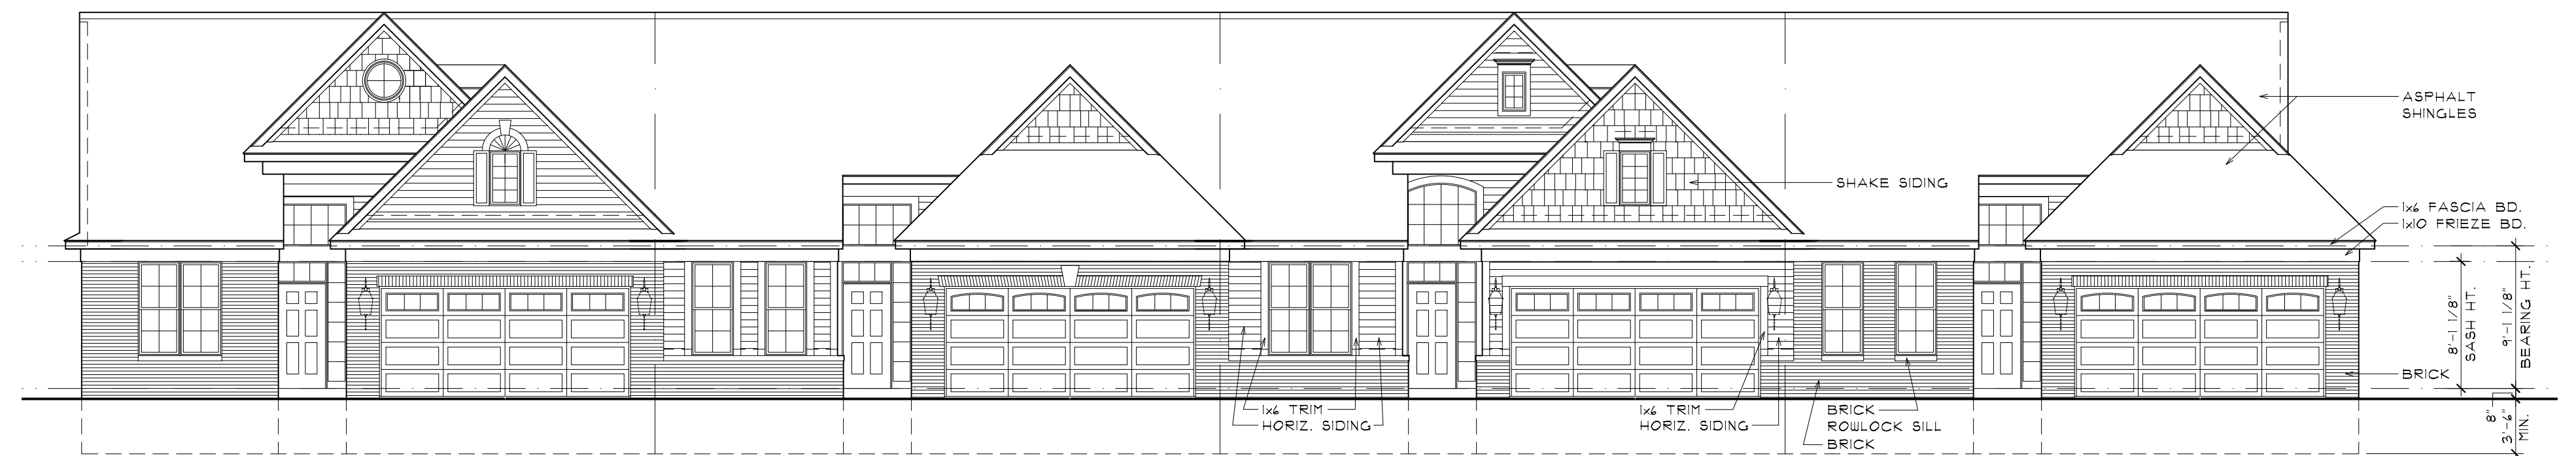 ASPHALT
SHINGLES
SHAKE SIDING
1x6 FASCIA BD.
1x10 FRIEZE BD.
8'-1 1/8"
SASH HT.
9'-1 1/8"
BEARING HT.
BRICK
1x6 TRIM
HORIZ. SIDING
1x6 TRIM
HORIZ. SIDING
BRICK
ROWLOCK SILL
BRICK
8"
3'-6"
MIN.